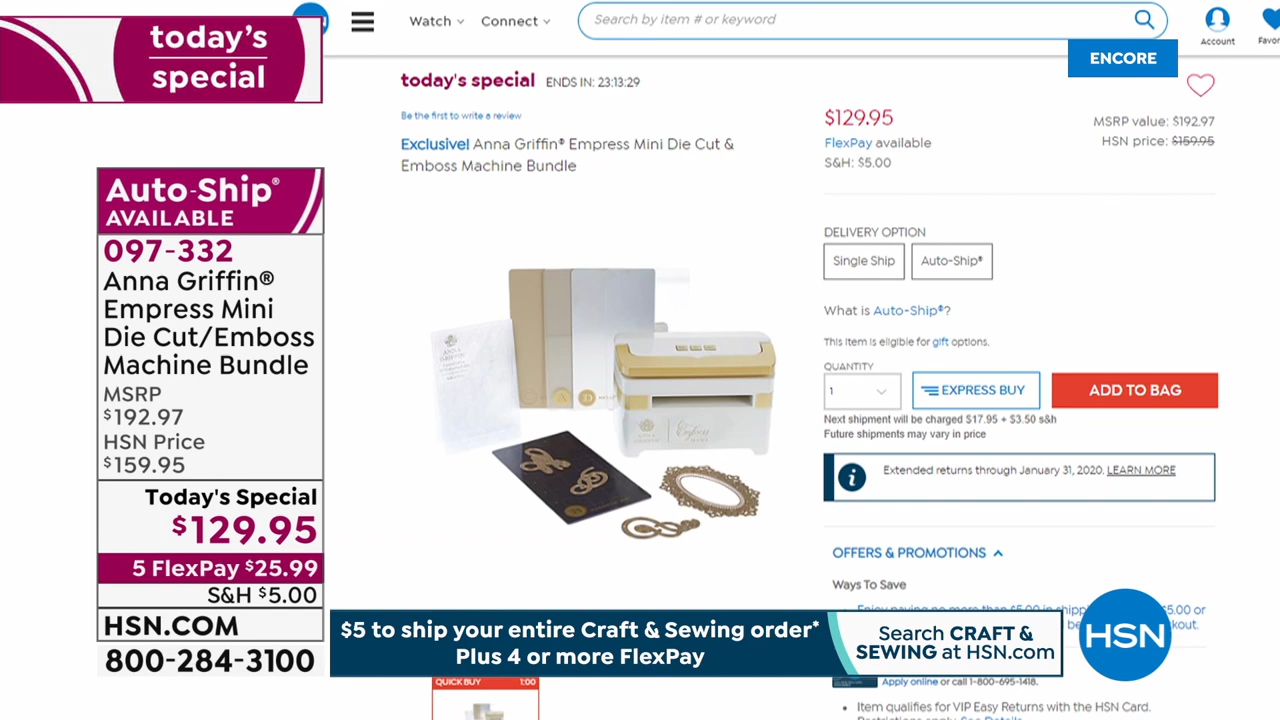 today's
special
Watch
Connect
Search by item # or keyword
Account
ENCORE
today's special ENDS IN: 23:13:29
Be the first to write a review
Exclusive! Anna Griffin® Empress Mini Die Cut &
Emboss Machine Bundle
$129.95
FlexPay available
S&H: $5.00
MSRP value: $192.97
HSN price: $159.95
DELIVERY OPTION
Single Ship
Auto-Ship®
What is Auto-Ship®?
This item is eligible for gift options.
QUANTITY
1
EXPRESS BUY
ADD TO BAG
Next shipment will be charged $17.95 + $3.50 s&h
Future shipments may vary in price
Extended returns through January 31, 2020. LEARN MORE
OFFERS & PROMOTIONS
Ways To Save
Auto-Ship®
AVAILABLE
097-332
Anna Griffin®
Empress Mini
Die Cut/Emboss
Machine Bundle
MSRP
$192.97
HSN Price
$159.95
Today's Special
$129.95
5 FlexPay $25.99
S&H $5.00
HSN.COM
800-284-3100
ANNA
GRIFFIN
$5 to ship your entire Craft & Sewing order*
Plus 4 or more FlexPay
Search CRAFT &
SEWING at HSN.com
HSN
QUICK BUY 1:00
Apply online or call 1-800-695-1418.
Item qualifies for VIP Easy Returns with the HSN Card.